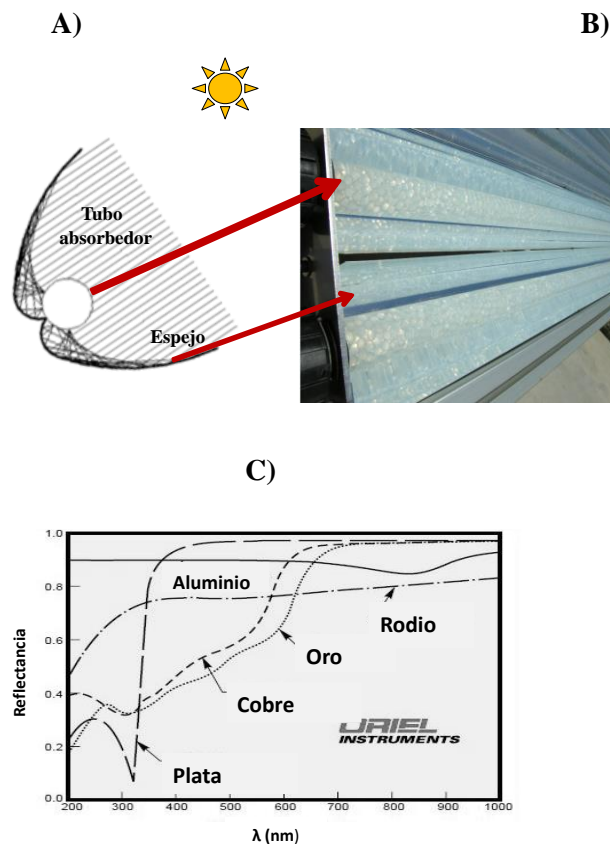 A)
B)
Tubo
absorbedor
Espejo
C)
1.0
0.8
0.6
0.4
0.2
0.0
Reflectancia
Aluminio
Rodio
Oro
Cobre
Plata
URIEL
INSTRUMENTS
200 300 400 500 600 700 800 900 1000
λ (nm)